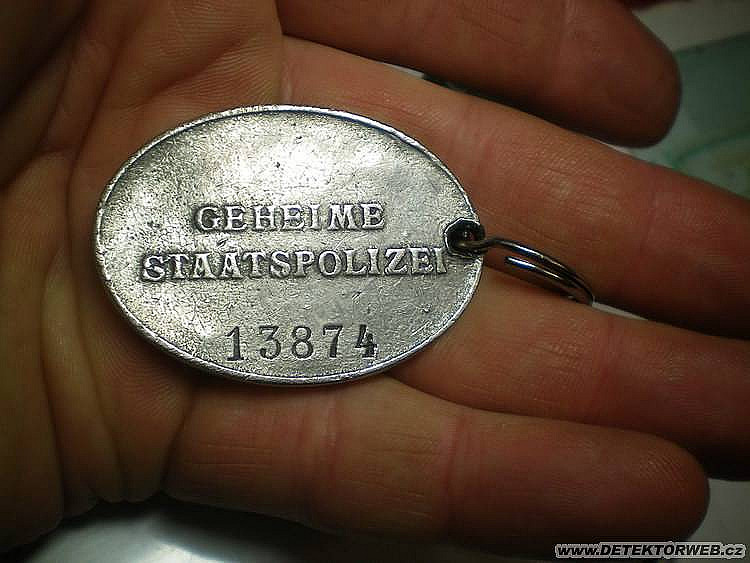 GEHEIME
STAATSPOLIZEI
13874
www.DETEKTORWEB.cz